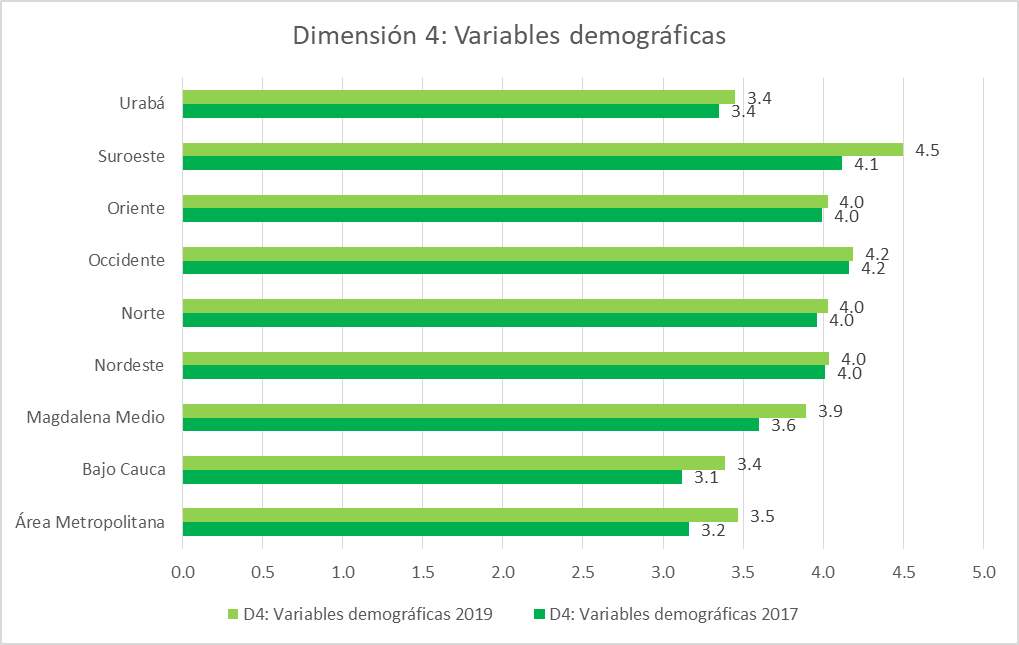 Dimensión 4: Variables demográficas
Urabá
3.4
3.4
Suroeste
4.5
4.1
Oriente
4.0
4.0
Occidente
4.2
4.2
Norte
4.0
4.0
Nordeste
4.0
4.0
Magdalena Medio
3.9
3.6
Bajo Cauca
3.4
3.1
Área Metropolitana
3.5
3.2
0.0 0.5 1.0 1.5 2.0 2.5 3.0 3.5 4.0 4.5 5.0
D4: Variables demográficas 2019 D4: Variables demográficas 2017